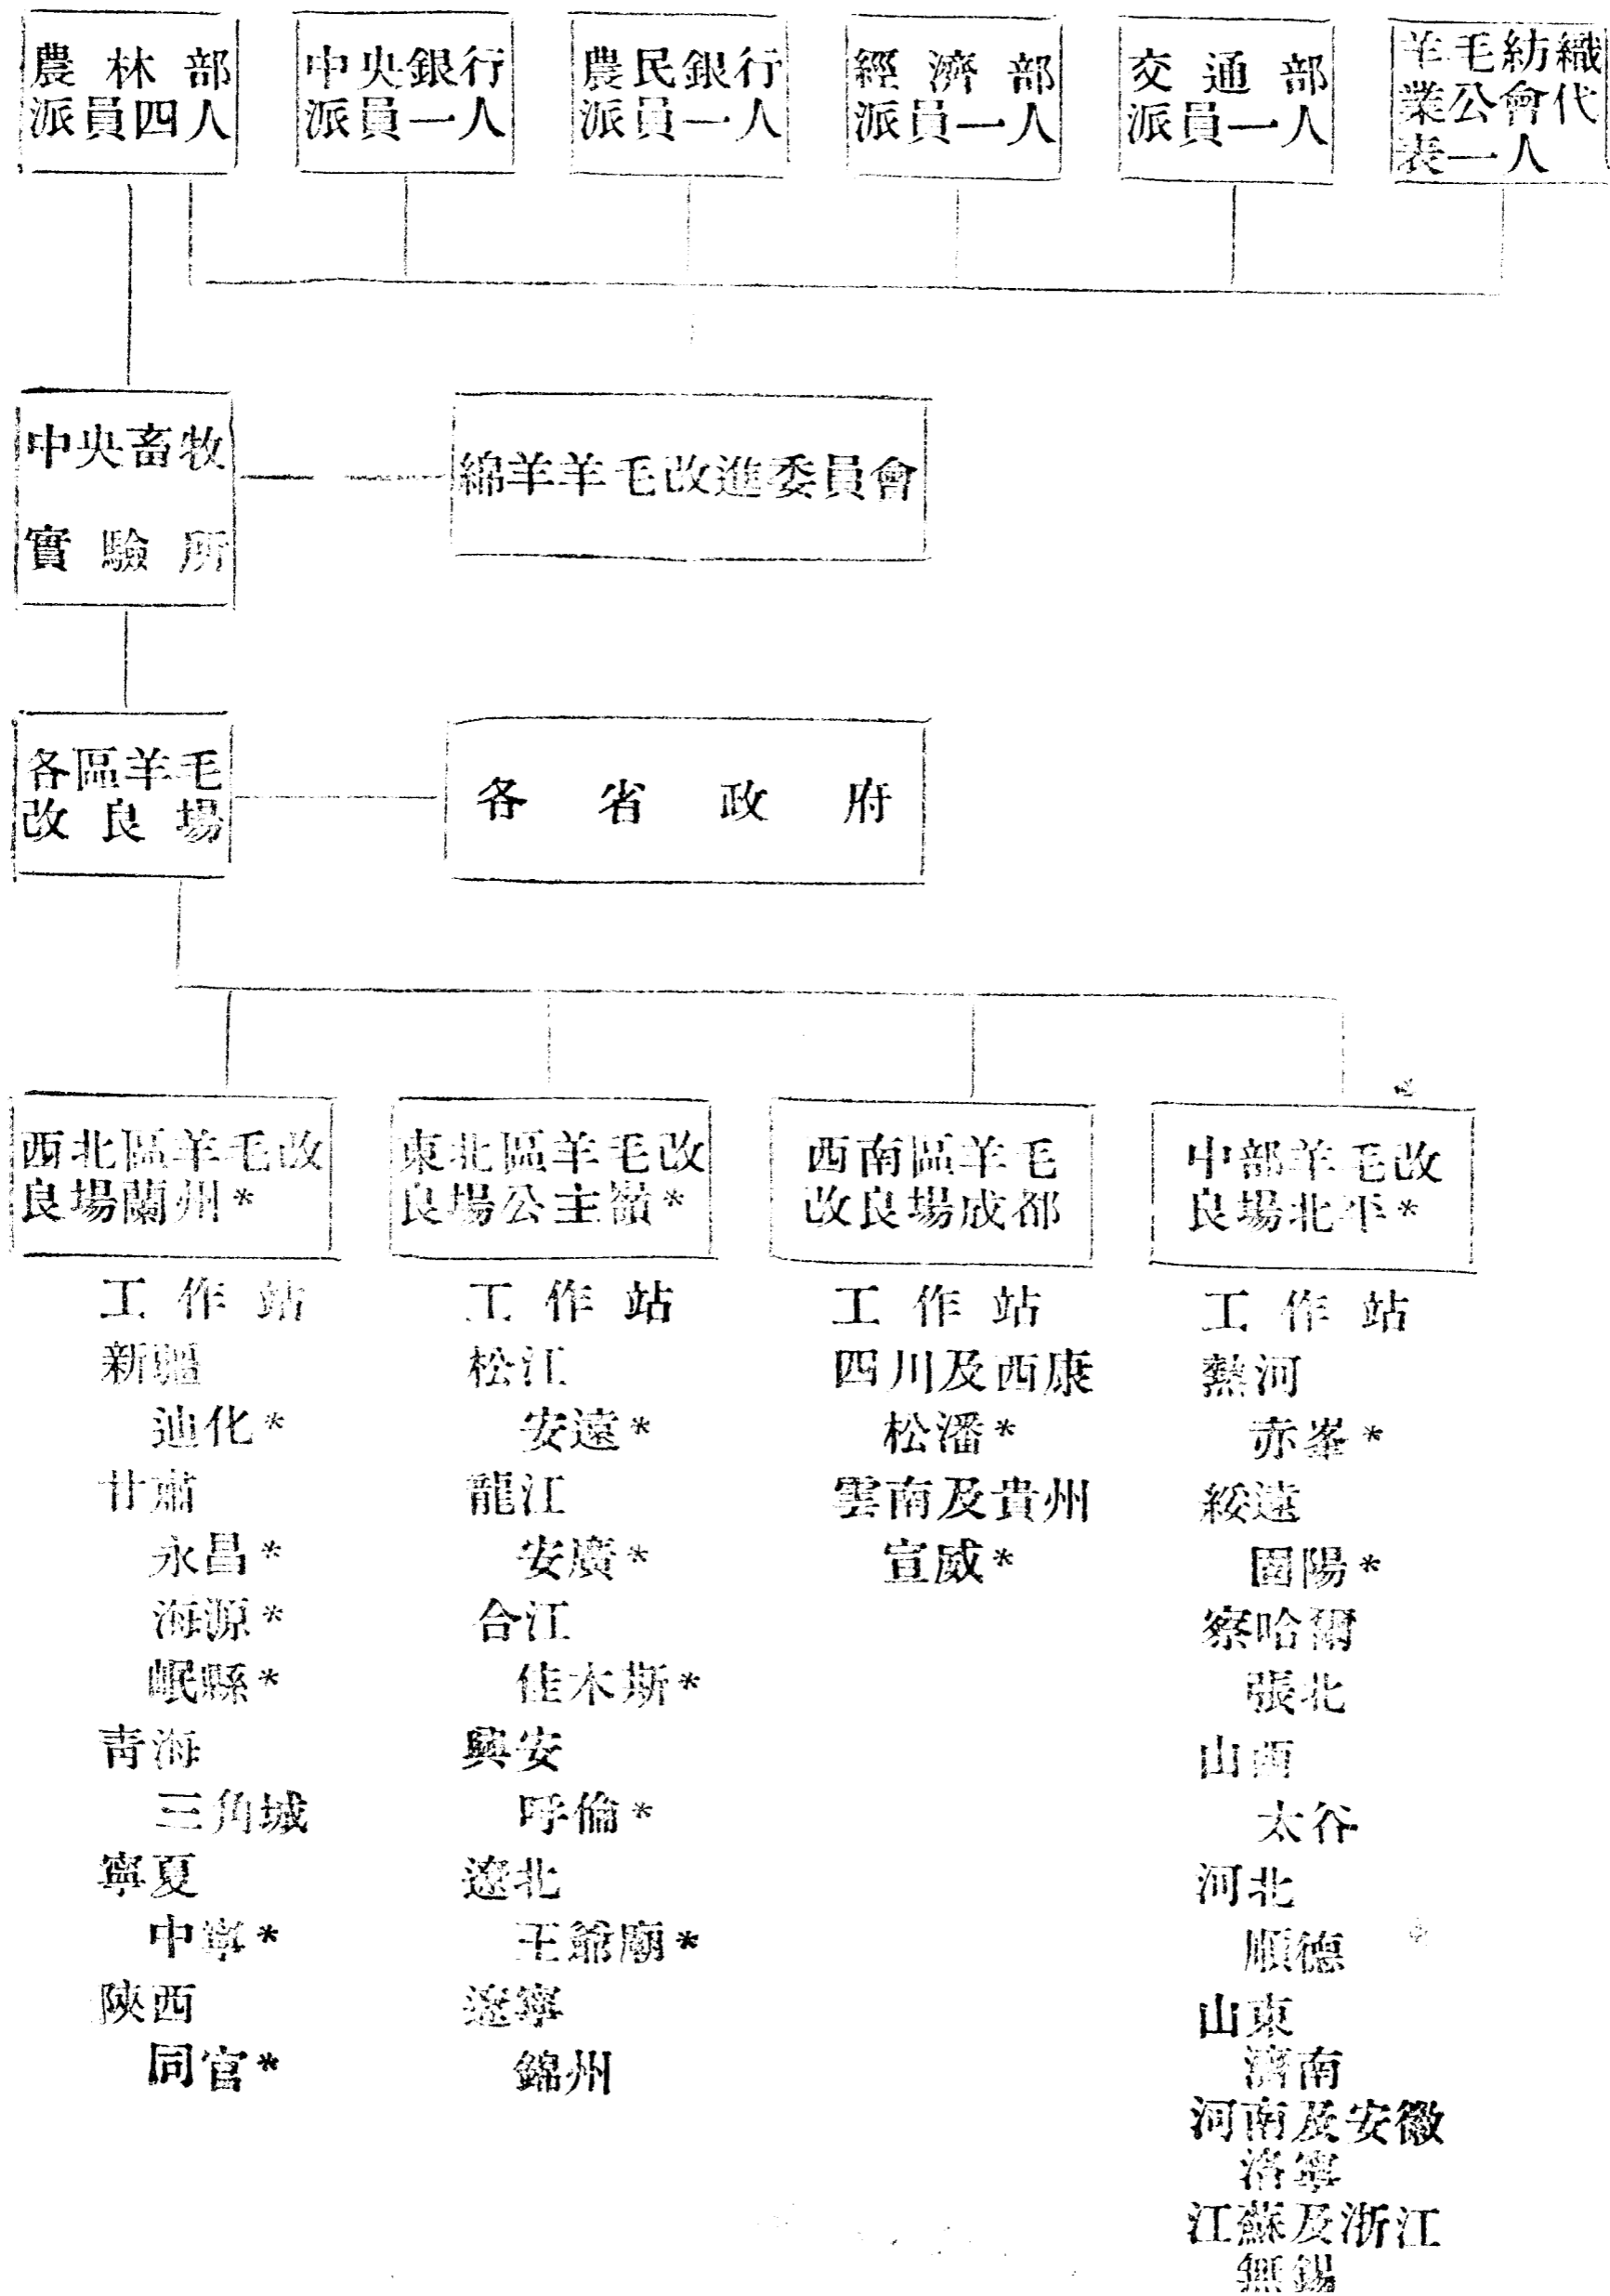 農林部
派員四人
中央銀行
派員一人
農民銀行
派員一人
經濟部
派員一人
交通部
派員一人
羊毛紡織
業公會代
表一人
中央畜牧
實驗所
綿羊羊毛改進委員會
各區羊毛
改良場
各省政府
西北區羊毛改
良場蘭州*
東北區羊毛改
良場公主嶺*
西南區羊毛
改良場成都
中部羊毛改
良場北平*
工作站
新疆
迪化*
甘肅
永昌*
海源*
岷縣*
青海
三角城
寧夏
中寧*
陝西
同官*
工作站
松江
安遠*
龍江
安廣*
合江
佳木斯*
興安
呼倫*
遼北
王爺廟*
遼寧
錦州
工作站
四川及西康
松潘*
雲南及貴州
宣威*
工作站
熱河
赤峯*
綏遠
陽*
察哈爾
張北
山西
太谷
河北
順德
山東
濟南
河南及安徽
洛寧
江蘇及浙江
無錫